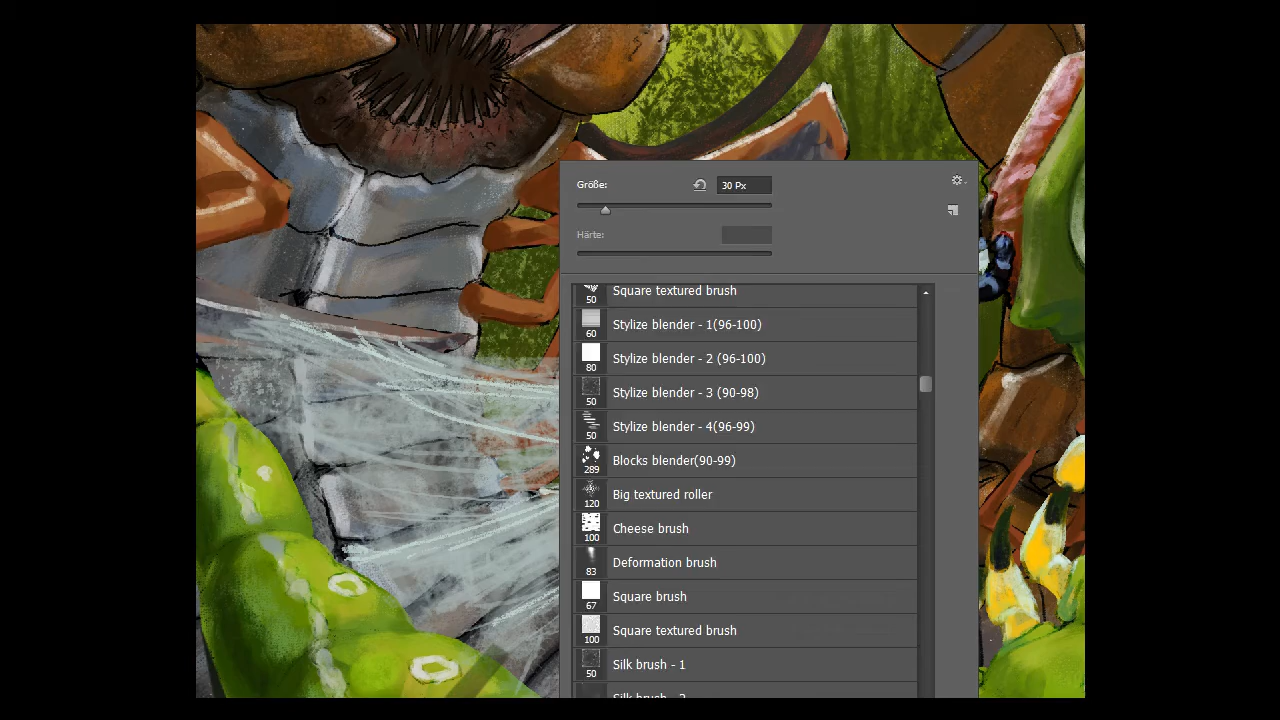 Größe:
30 Px
Härte:
50 Square textured brush
60 Stylize blender - 1(96-100)
80 Stylize blender - 2 (96-100)
50 Stylize blender - 3 (90-98)
50 Stylize blender - 4(96-99)
289 Blocks blender(90-99)
120 Big textured roller
100 Cheese brush
83 Deformation brush
67 Square brush
100 Square textured brush
50 Silk brush - 1
Silk brush - 2